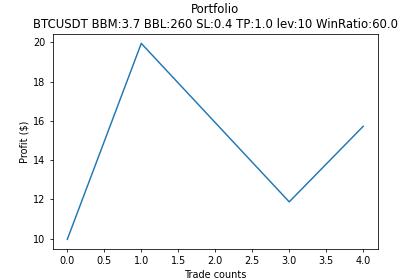 Portfolio
BTCUSDT BBM:3.7 BBL:260 SL:0.4 TP:1.0 lev:10 WinRatio:60.0
20
18
16
14
12
10
Profit ($)
0.0 0.5 1.0 1.5 2.0 2.5 3.0 3.5 4.0
Trade counts